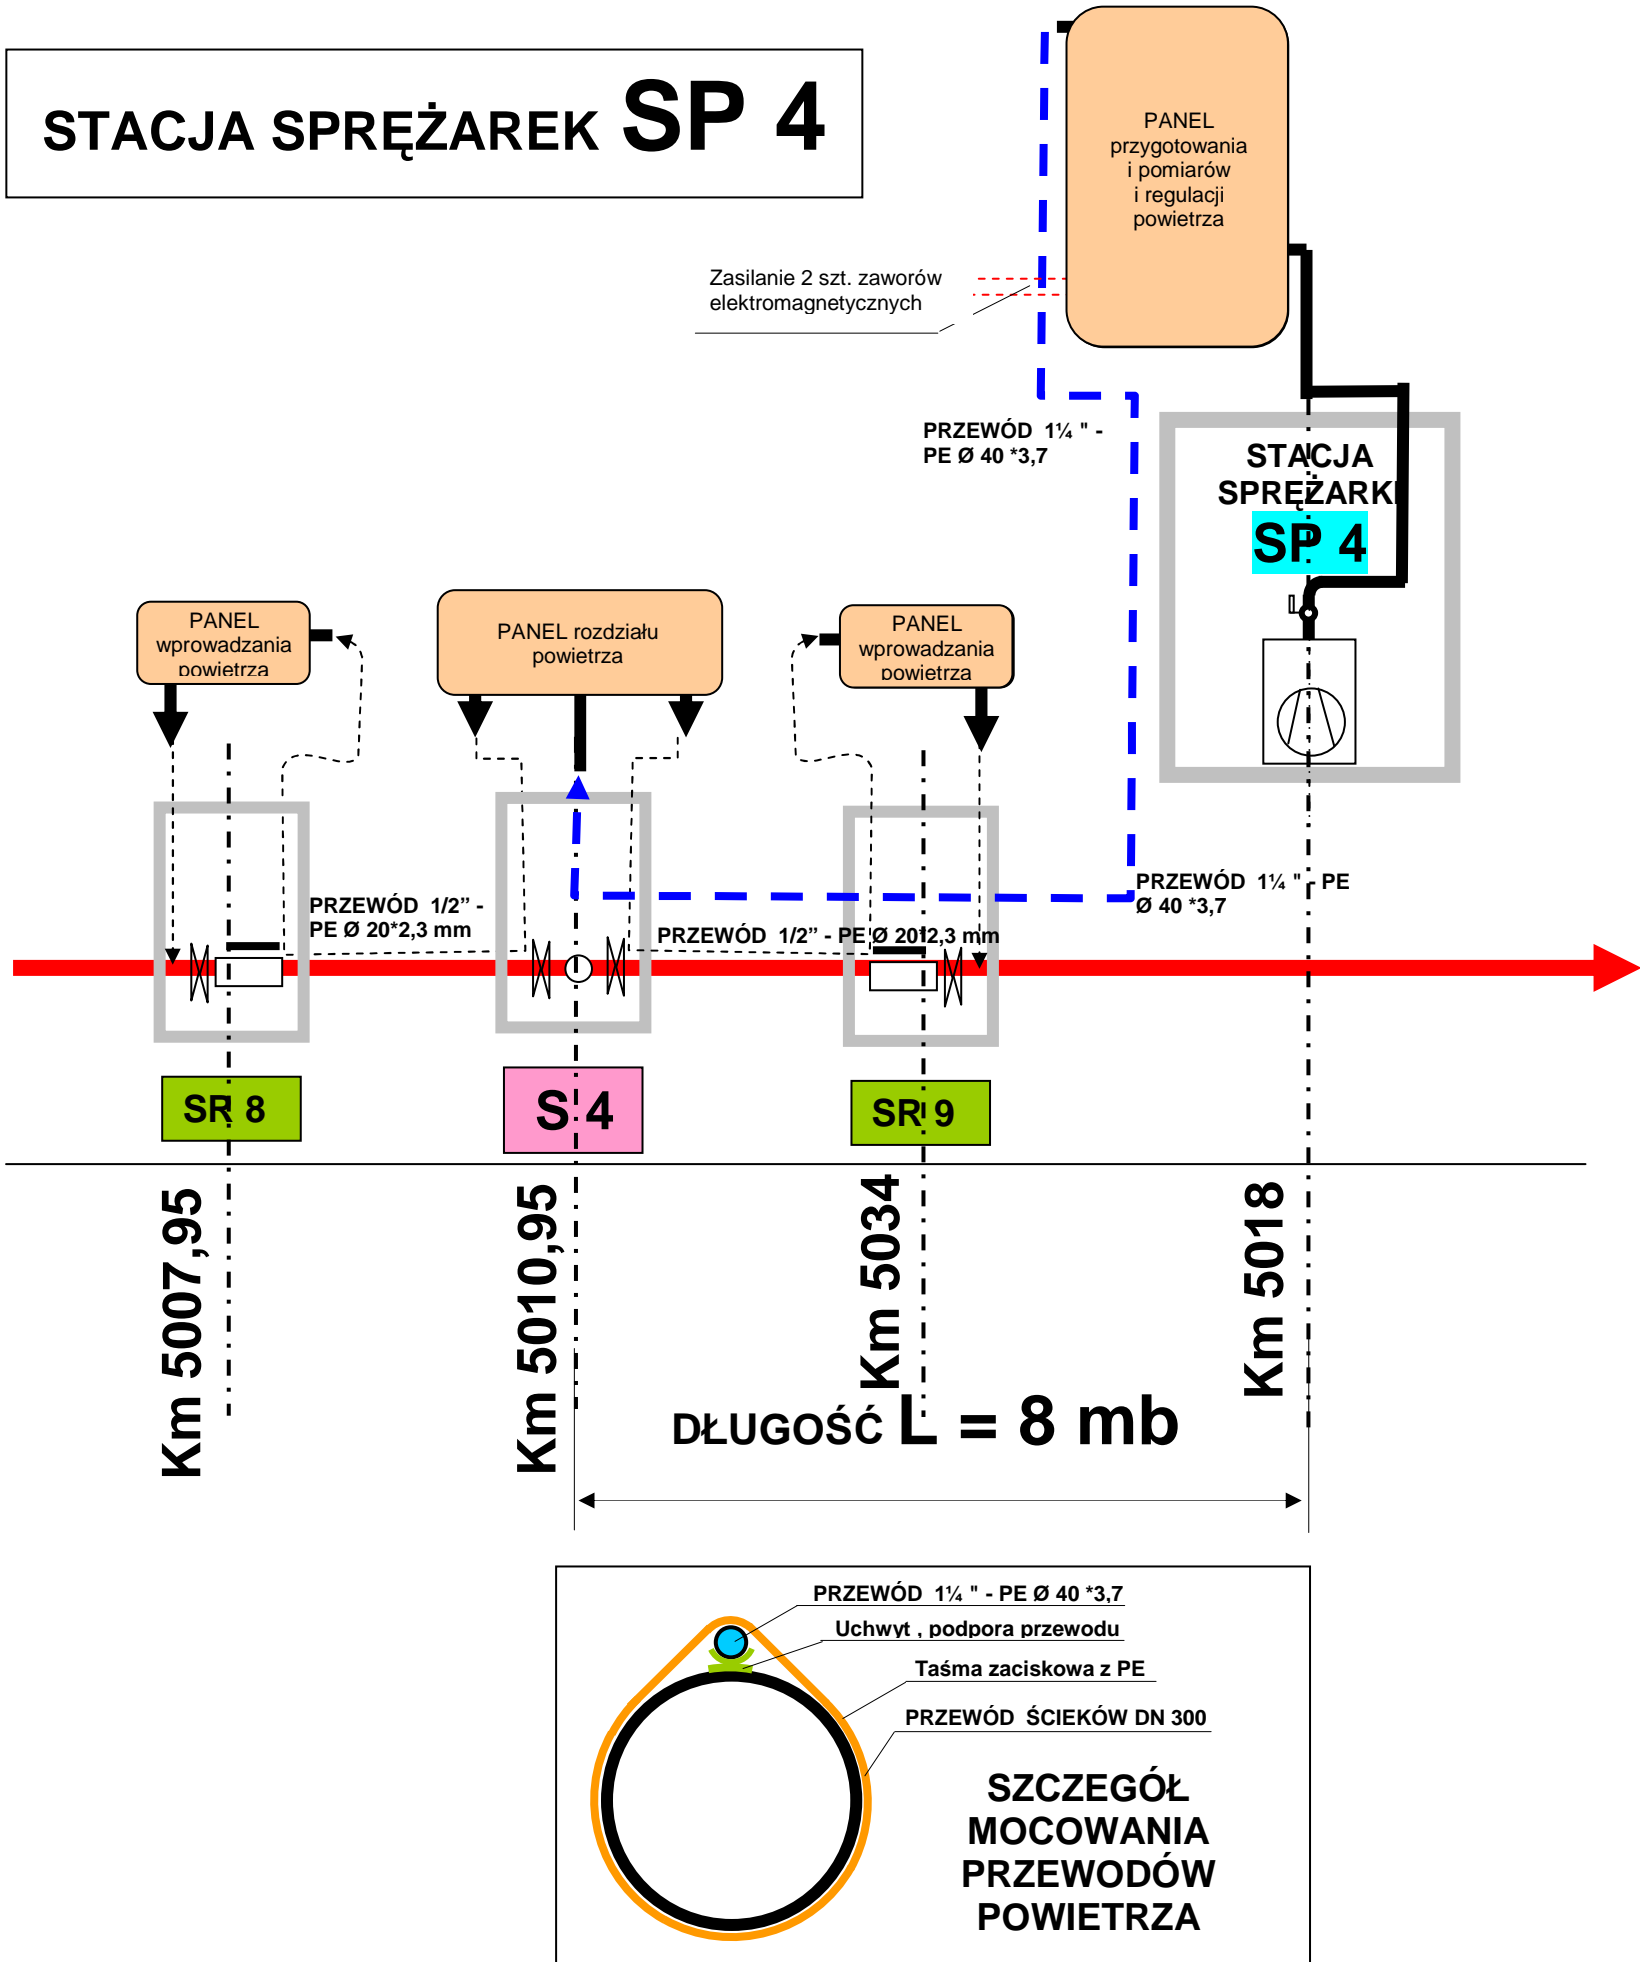 STACJA SPRĘŻAREK SP 4
PANEL
przygotowania
i pomiarów
i regulacji
powietrza
Zasilanie 2 szt. zaworów
elektromagnetycznych
PRZEWÓD 1¼ " -
PE Ø 40 *3,7
STACJA
SPRĘŻARKI
SP 4
PANEL
wprowadzania
powietrza
PANEL rozdziału
powietrza
PANEL
wprowadzania
powietrza
PRZEWÓD 1¼ " - PE
Ø 40 *3,7
PRZEWÓD 1/2” -
PE Ø 20*2,3 mm
PRZEWÓD 1/2” - PE Ø 20*2,3 mm
SR 8
S 4
SR 9
Km 5007,95
Km 5010,95
Km 5034
Km 5018
DŁUGOŚĆ L = 8 mb
PRZEWÓD 1¼ " - PE Ø 40 *3,7
Uchwyt , podpora przewodu
Taśma zaciskowa z PE
PRZEWÓD ŚCIEKÓW DN 300
SZCZEGÓŁ
MOCOWANIA
PRZEWODÓW
POWIETRZA